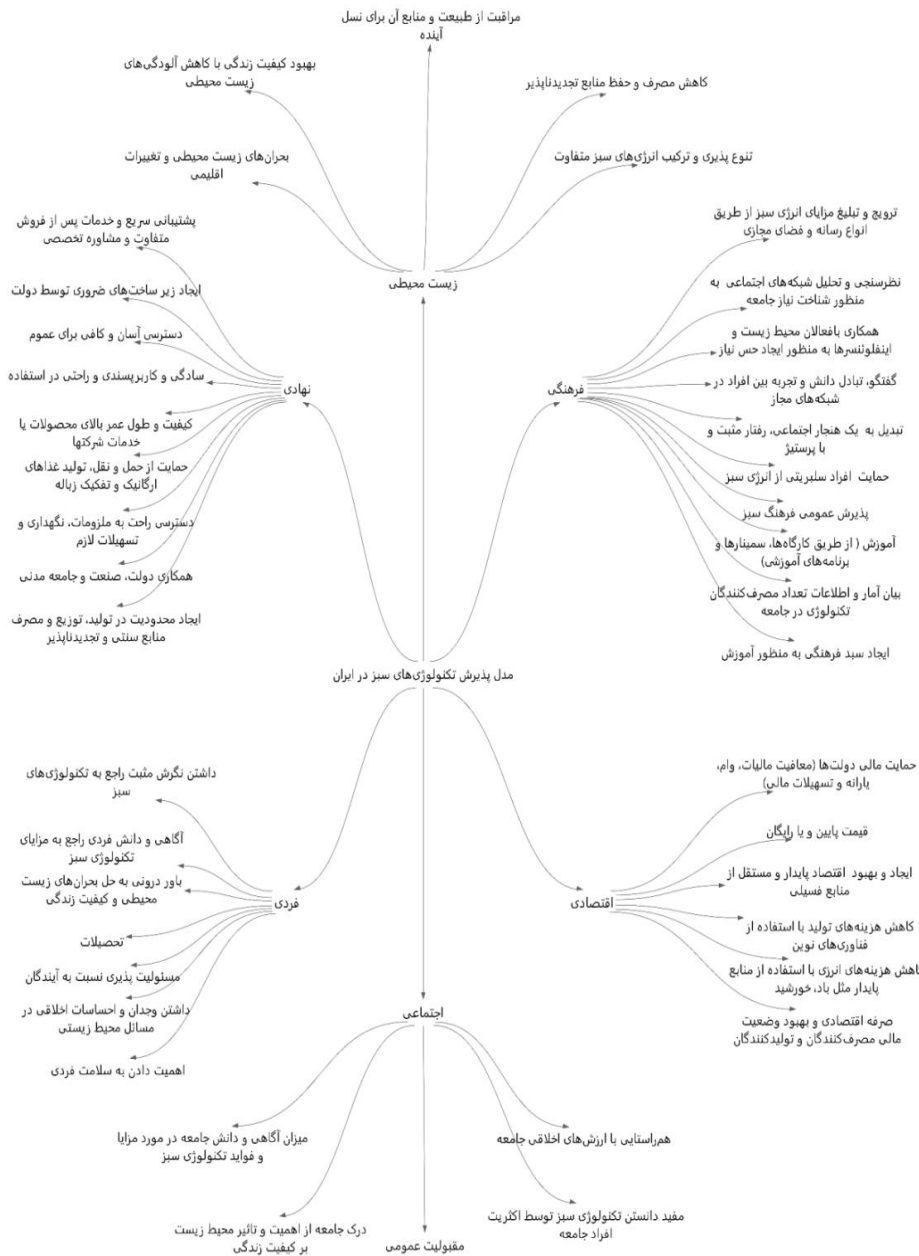 مراقبت از طبیعت و منابع آن برای نسل
آینده
بهبود کیفیت زندگی با کاهش آلودگی‌های
زیست محیطی
کاهش مصرف و حفظ منابع تجدیدناپذیر
بحران‌های زیست محیطی و تغییرات
اقلیمی
تنوع پذیری و ترکیب انرژی‌های سبز متفاوت
زیست محیطی
ترویج و تبلیغ مزایای انرژی سبز از طریق
انواع رسانه و فضای مجازی
نظرسنجی و تحلیل شبکه‌های اجتماعی به
منظور شناخت نیاز جامعه
همکاری بافعالان محیط زیست و
اینفلوئنسرها به منظور ایجاد حس نیاز
گفتگو، تبادل دانش و تجربه بین افراد در
شبکه‌های مجاز
تبدیل به یک هنجار اجتماعی، رفتار مثبت و
با پرستیژ
حمایت افراد سلبریتی از انرژی سبز
پذیرش عمومی فرهنگ سبز
آموزش ( از طریق کارگاه‌ها، سمینارها و
برنامه‌های آموزشی)
بیان آمار و اطلاعات تعداد مصرف‌کنندگان
تکنولوژی در جامعه
ایجاد سبد فرهنگی به منظور آموزش
فرهنگی
پشتیبانی سریع و خدمات پس از فروش
متفاوت و مشاوره تخصصی
ایجاد زیر ساخت‌های ضروری توسط دولت
دسترسی آسان و کافی برای عموم
سادگی و کاربرپسندی و راحتی در استفاده
کیفیت و طول عمر بالای محصولات یا
خدمات شرکتها
حمایت از حمل و نقل، تولید غذاهای
ارگانیک و تفکیک زباله
دسترسی راحت به ملزومات، نگهداری و
تسهیلات لازم
همکاری دولت، صنعت و جامعه مدنی
ایجاد محدودیت در تولید، توزیع و مصرف
منابع سنتی و تجدیدناپذیر
نهادی
مدل پذیرش تکنولوژی‌های سبز در ایران
حمایت مالی دولت‌ها (معافیت مالیات، وام،
یارانه و تسهیلات مالی)
قیمت پایین و یا رایگان
ایجاد و بهبود اقتصاد پایدار و مستقل از
منابع فسیلی
کاهش هزینه‌های تولید با استفاده از
فناوری‌های نوین
کاهش هزینه‌های انرژی با استفاده از منابع
پایدار مثل باد، خورشید
صرفه اقتصادی و بهبود وضعیت
مالی مصرف‌کنندگان و تولیدکنندگان
اقتصادی
داشتن نگرش مثبت راجع به تکنولوژی‌های
سبز
آگاهی و دانش فردی راجع به مزایای
تکنولوژی سبز
باور درونی به حل بحران‌های زیست
محیطی و کیفیت زندگی
تحصیلات
مسئولیت پذیری نسبت به آیندگان
داشتن وجدان و احساسات اخلاقی در
مسائل محیط زیستی
اهمیت دادن به سلامت فردی
فردی
اجتماعی
هم‌راستایی با ارزش‌های اخلاقی جامعه
میزان آگاهی و دانش جامعه در مورد مزایا
و فواید تکنولوژی سبز
مفید دانستن تکنولوژی سبز توسط اکثریت
افراد جامعه
مقبولیت عمومی
درک جامعه از اهمیت و تاثیر محیط زیست
بر کیفیت زندگی